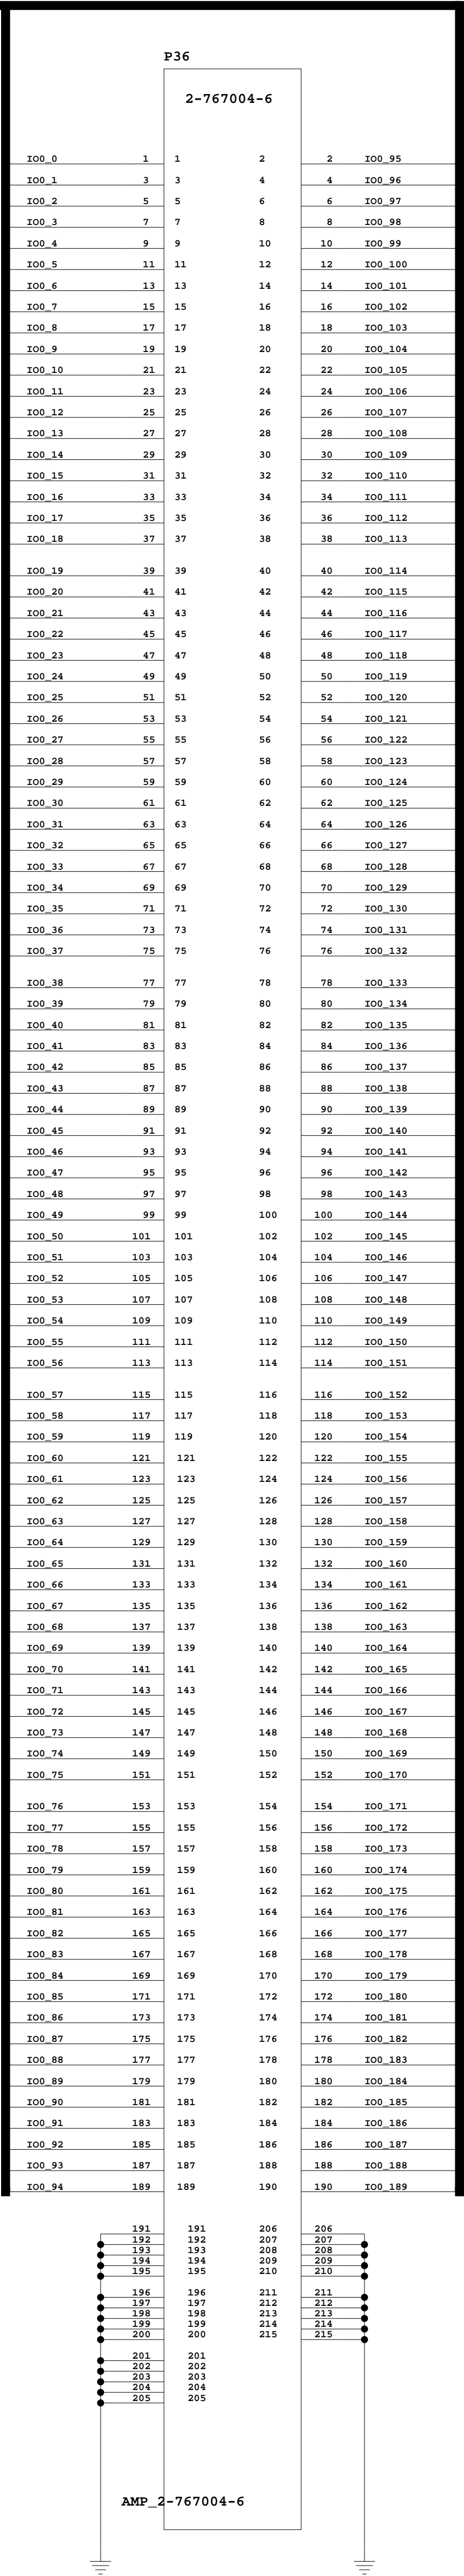 P36
2-767004-6
IO0_0 1 1 2 2 IO0_95
IO0_1 3 3 4 4 IO0_96
IO0_2 5 5 6 6 IO0_97
IO0_3 7 7 8 8 IO0_98
IO0_4 9 9 10 10 IO0_99
IO0_5 11 11 12 12 IO0_100
IO0_6 13 13 14 14 IO0_101
IO0_7 15 15 16 16 IO0_102
IO0_8 17 17 18 18 IO0_103
IO0_9 19 19 20 20 IO0_104
IO0_10 21 21 22 22 IO0_105
IO0_11 23 23 24 24 IO0_106
IO0_12 25 25 26 26 IO0_107
IO0_13 27 27 28 28 IO0_108
IO0_14 29 29 30 30 IO0_109
IO0_15 31 31 32 32 IO0_110
IO0_16 33 33 34 34 IO0_111
IO0_17 35 35 36 36 IO0_112
IO0_18 37 37 38 38 IO0_113
IO0_19 39 39 40 40 IO0_114
IO0_20 41 41 42 42 IO0_115
IO0_21 43 43 44 44 IO0_116
IO0_22 45 45 46 46 IO0_117
IO0_23 47 47 48 48 IO0_118
IO0_24 49 49 50 50 IO0_119
IO0_25 51 51 52 52 IO0_120
IO0_26 53 53 54 54 IO0_121
IO0_27 55 55 56 56 IO0_122
IO0_28 57 57 58 58 IO0_123
IO0_29 59 59 60 60 IO0_124
IO0_30 61 61 62 62 IO0_125
IO0_31 63 63 64 64 IO0_126
IO0_32 65 65 66 66 IO0_127
IO0_33 67 67 68 68 IO0_128
IO0_34 69 69 70 70 IO0_129
IO0_35 71 71 72 72 IO0_130
IO0_36 73 73 74 74 IO0_131
IO0_37 75 75 76 76 IO0_132
IO0_38 77 77 78 78 IO0_133
IO0_39 79 79 80 80 IO0_134
IO0_40 81 81 82 82 IO0_135
IO0_41 83 83 84 84 IO0_136
IO0_42 85 85 86 86 IO0_137
IO0_43 87 87 88 88 IO0_138
IO0_44 89 89 90 90 IO0_139
IO0_45 91 91 92 92 IO0_140
IO0_46 93 93 94 94 IO0_141
IO0_47 95 95 96 96 IO0_142
IO0_48 97 97 98 98 IO0_143
IO0_49 99 99 100 100 IO0_144
IO0_50 101 101 102 102 IO0_145
IO0_51 103 103 104 104 IO0_146
IO0_52 105 105 106 106 IO0_147
IO0_53 107 107 108 108 IO0_148
IO0_54 109 109 110 110 IO0_149
IO0_55 111 111 112 112 IO0_150
IO0_56 113 113 114 114 IO0_151
IO0_57 115 115 116 116 IO0_152
IO0_58 117 117 118 118 IO0_153
IO0_59 119 119 120 120 IO0_154
IO0_60 121 121 122 122 IO0_155
IO0_61 123 123 124 124 IO0_156
IO0_62 125 125 126 126 IO0_157
IO0_63 127 127 128 128 IO0_158
IO0_64 129 129 130 130 IO0_159
IO0_65 131 131 132 132 IO0_160
IO0_66 133 133 134 134 IO0_161
IO0_67 135 135 136 136 IO0_162
IO0_68 137 137 138 138 IO0_163
IO0_69 139 139 140 140 IO0_164
IO0_70 141 141 142 142 IO0_165
IO0_71 143 143 144 144 IO0_166
IO0_72 145 145 146 146 IO0_167
IO0_73 147 147 148 148 IO0_168
IO0_74 149 149 150 150 IO0_169
IO0_75 151 151 152 152 IO0_170
IO0_76 153 153 154 154 IO0_171
IO0_77 155 155 156 156 IO0_172
IO0_78 157 157 158 158 IO0_173
IO0_79 159 159 160 160 IO0_174
IO0_80 161 161 162 162 IO0_175
IO0_81 163 163 164 164 IO0_176
IO0_82 165 165 166 166 IO0_177
IO0_83 167 167 168 168 IO0_178
IO0_84 169 169 170 170 IO0_179
IO0_85 171 171 172 172 IO0_180
IO0_86 173 173 174 174 IO0_181
IO0_87 175 175 176 176 IO0_182
IO0_88 177 177 178 178 IO0_183
IO0_89 179 179 180 180 IO0_184
IO0_90 181 181 182 182 IO0_185
IO0_91 183 183 184 184 IO0_186
IO0_92 185 185 186 186 IO0_187
IO0_93 187 187 188 188 IO0_188
IO0_94 189 189 190 190 IO0_189
191 191 206 206
192 192 207 207
193 193 208 208
194 194 209 209
195 195 210 210
196 196 211 211
197 197 212 212
198 198 213 213
199 199 214 214
200 200 215 215
201 201
202 202
203 203
204 204
205 205
AMP_2-767004-6